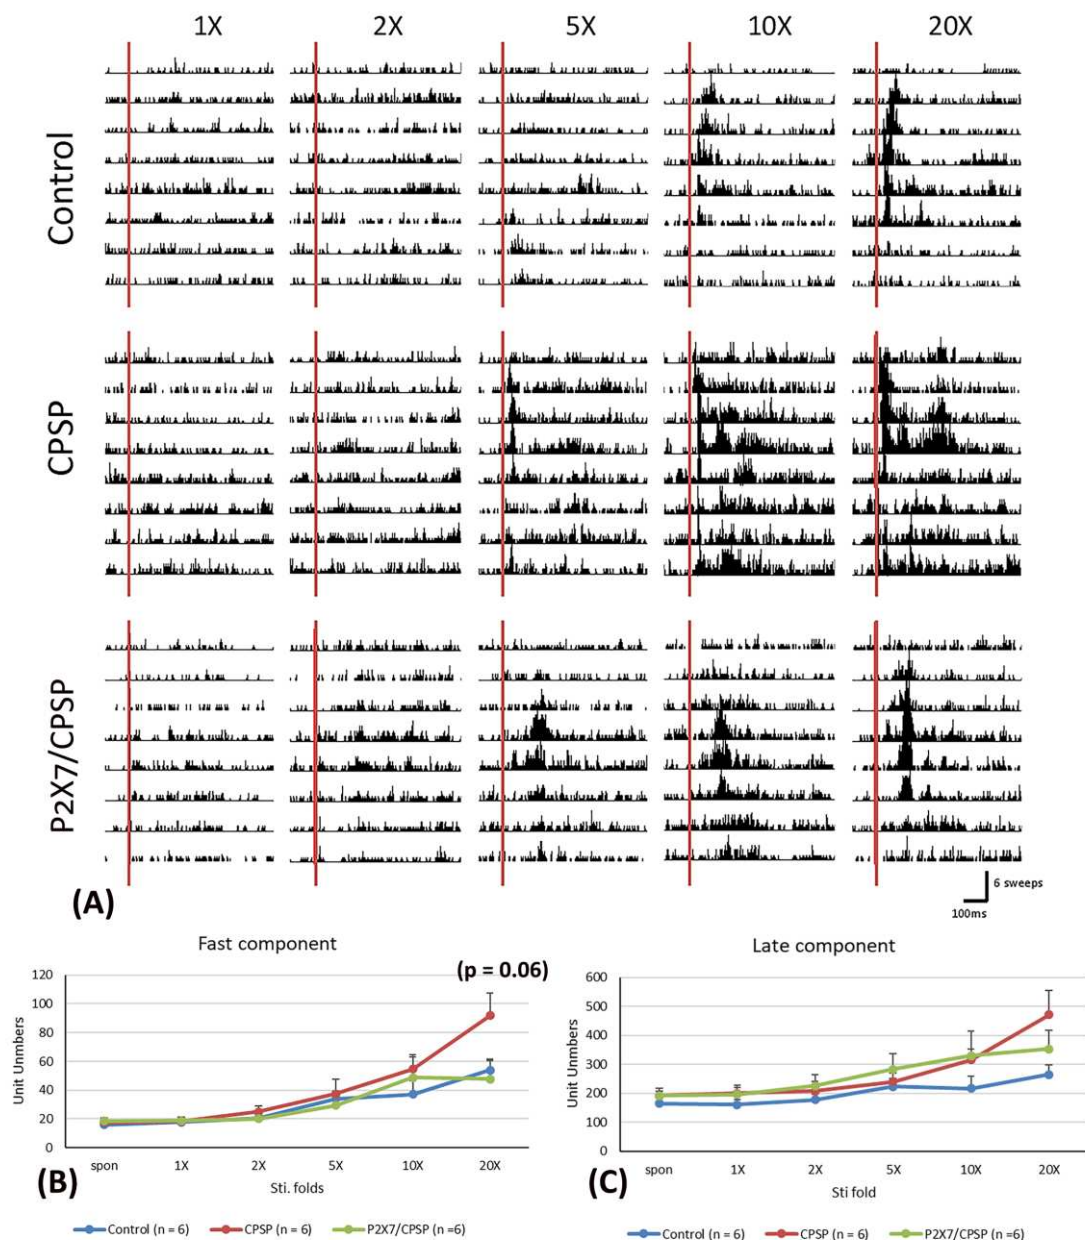 1X 2X 5X 10X 20X
Control
CPSP
P2X7/CPSP
(A)
6 sweeps
100ms
Fast component
(p = 0.06)
120
100
80
60
40
20
0
Unit Unmbers
spon 1X 2X 5X 10X 20X
Sti. folds
(B)
Control (n = 6) CPSP (n = 6) P2X7/CPSP (n =6)
Late component
600
500
400
300
200
100
0
Unit Unmbers
spon 1X 2X 5X 10X 20X
Sti fold
(C)
Control (n = 6) CPSP (n = 6) P2X7/CPSP (n =6)